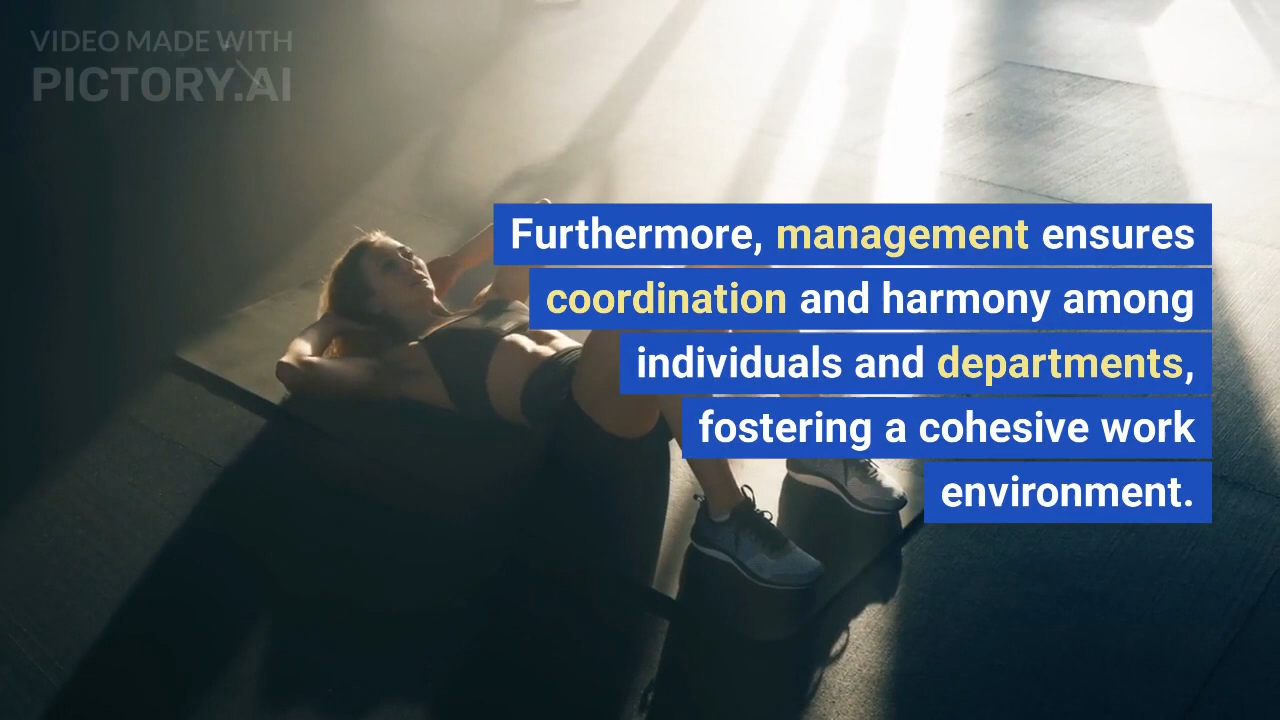 VIDEO MADE WITH
PICTORY.AI
Furthermore, management ensures
coordination and harmony among
individuals and departments,
fostering a cohesive work
environment.